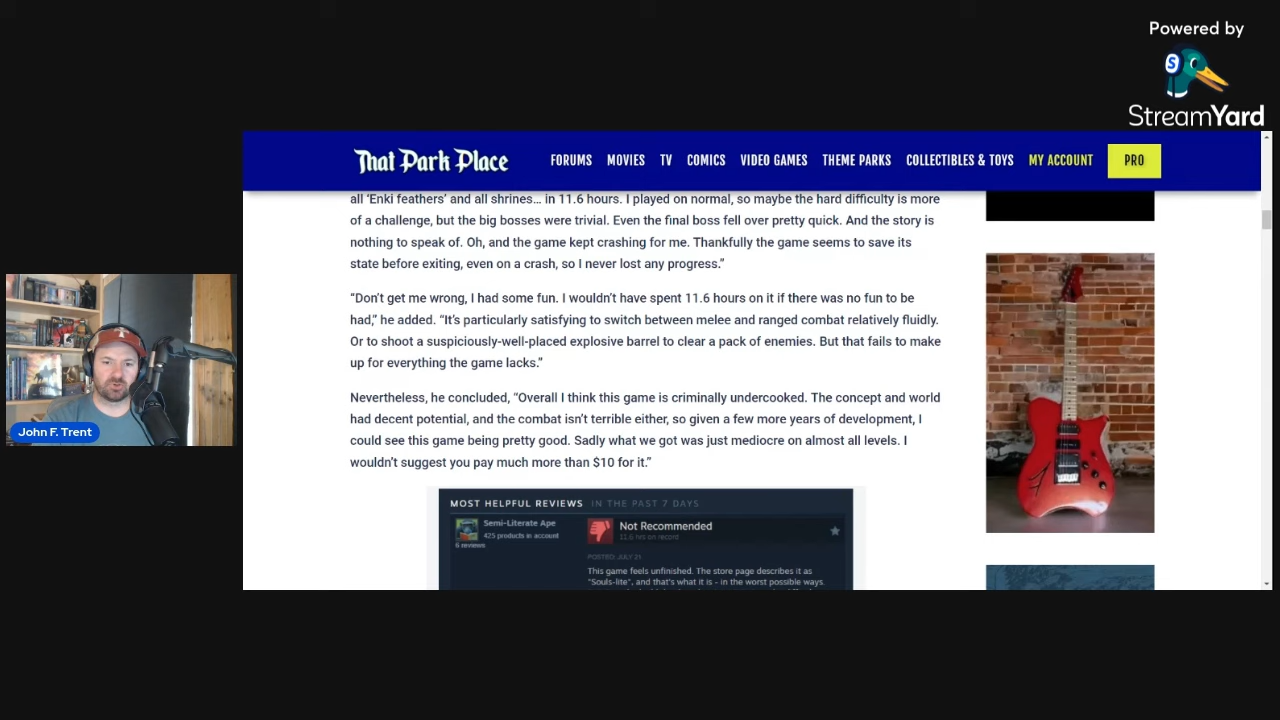 Powered by
StreamYard
That Park Place
FORUMS MOVIES TV COMICS VIDEO GAMES THEME PARKS COLLECTIBLES & TOYS MY ACCOUNT PRO
all ‘Enki feathers’ and all shrines… in 11.6 hours. I played on normal, so maybe the hard difficulty is more
of a challenge, but the big bosses were trivial. Even the final boss fell over pretty quick. And the story is
nothing to speak of. Oh, and the game kept crashing for me. Thankfully the game seems to save its
state before exiting, even on a crash, so I never lost any progress.”
“Don’t get me wrong, I had some fun. I wouldn’t have spent 11.6 hours on it if there was no fun to be
had,” he added. “It’s particularly satisfying to switch between melee and ranged combat relatively fluidly.
Or to shoot a suspiciously-well-placed explosive barrel to clear a pack of enemies. But that fails to make
up for everything the game lacks.”
Nevertheless, he concluded, “Overall I think this game is criminally undercooked. The concept and world
had decent potential, and the combat isn’t terrible either, so given a few more years of development, I
could see this game being pretty good. Sadly what we got was just mediocre on almost all levels. I
wouldn’t suggest you pay much more than $10 for it.”
MOST HELPFUL REVIEWS IN THE PAST 7 DAYS
Semi-Literate Ape
425 products in account
6 reviews
Not Recommended
11.6 hrs on record
POSTED: JULY 21
This game feels unfinished. The store page describes it as
"Souls-lite", and that's what it is - in the worst possible ways.
John F. Trent